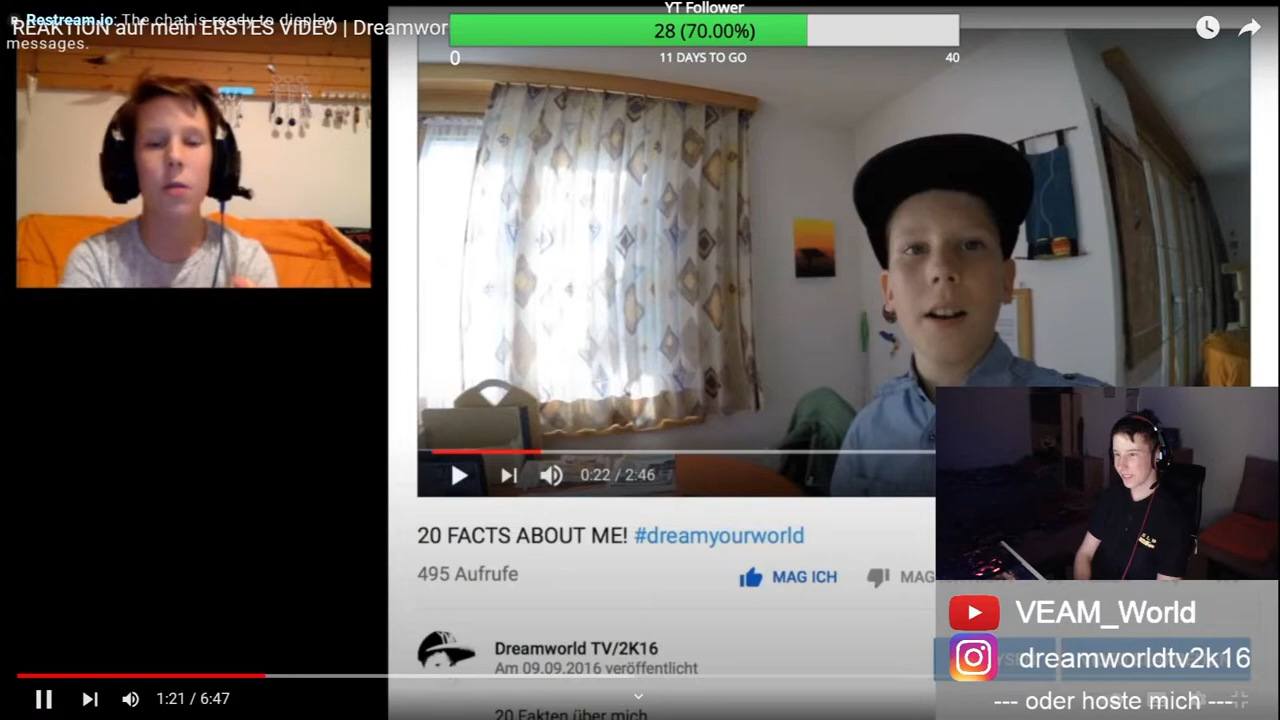 Restream.io: The chat is ready to display
messages.
REAKTION auf mein ERSTES VIDEO | Dreamwor
YT Follower
28 (70.00%)
0
11 DAYS TO GO
40
0:22 / 2:46
20 FACTS ABOUT ME! #dreamyourworld
495 Aufrufe
MAG ICH
MAG
Dreamworld TV/2K16
Am 09.09.2016 veröffentlicht
20 Fakten über mich
VEAM_World
dreamworldtv2k16
--- oder hoste mich ---
1:21 / 6:47